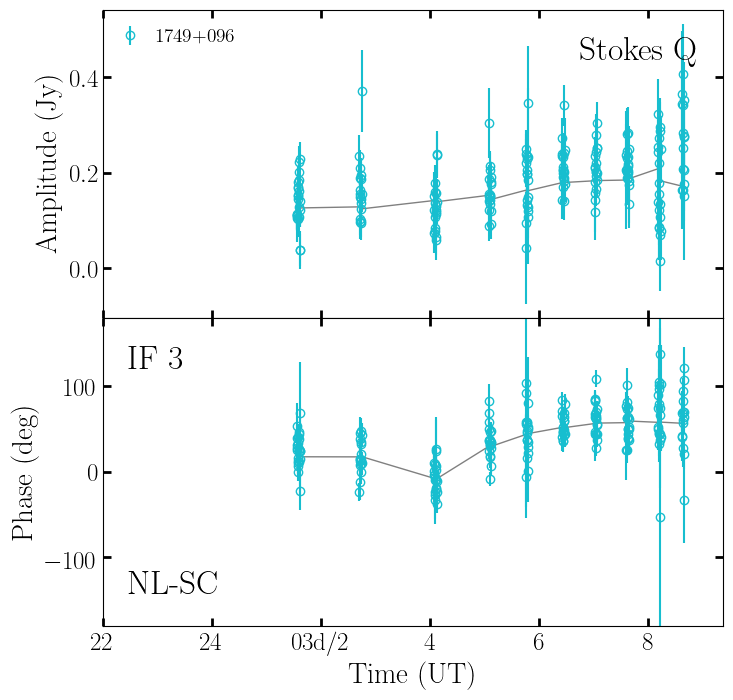 1749+096
Stokes Q
0.4
0.2
0.0
Amplitude (Jy)
IF 3
100
0
−100
Phase (deg)
NL-SC
22
24
03d/2
4
6
8
Time (UT)